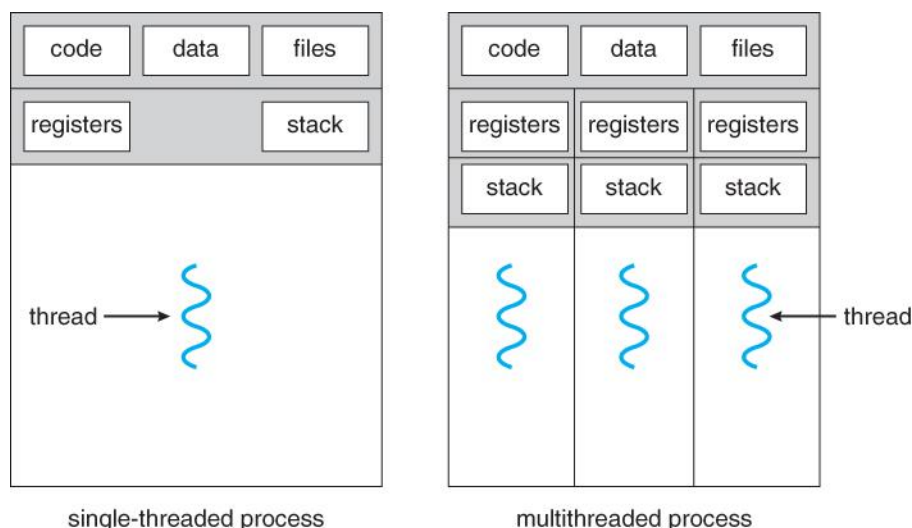 code data files
registers stack
thread
single-threaded process
code data files
registers registers registers
stack stack stack
thread
multithreaded process